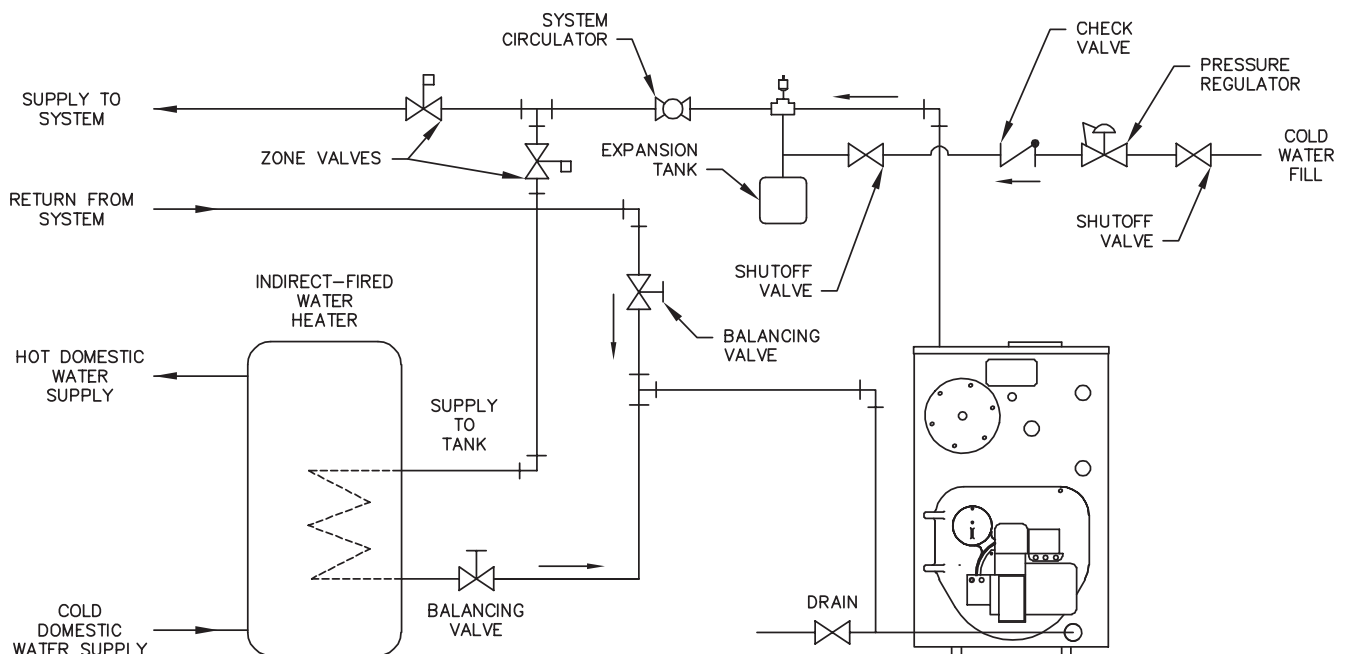 SYSTEM
CIRCULATOR
CHECK
VALVE
PRESSURE
REGULATOR
SUPPLY TO
SYSTEM
ZONE VALVES
EXPANSION
TANK
COLD
WATER
FILL
RETURN FROM
SYSTEM
SHUTOFF
VALVE
SHUTOFF
VALVE
INDIRECT-FIRED
WATER
HEATER
BALANCING
VALVE
HOT DOMESTIC
WATER
SUPPLY
SUPPLY
TO
TANK
COLD
DOMESTIC
WATER SUPPLY
BALANCING
VALVE
DRAIN